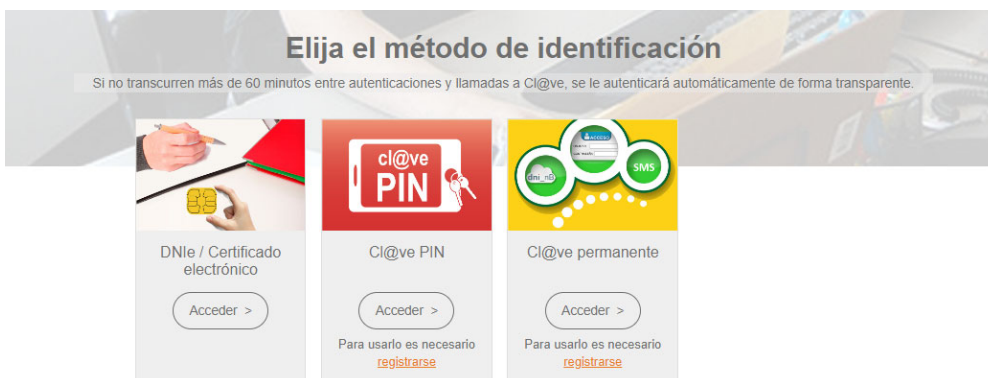 Elija el método de identificación
Si no transcurren más de 60 minutos entre autenticaciones y llamadas a Cl@ve, se le autenticará automáticamente de forma transparente.
cl@ve
PIN
ACCESO
dni_nEl
SMS
DNIe / Certificado
electrónico
Acceder >
Cl@ve PIN
Acceder >
Para usarlo es necesario
registrarse
Cl@ve permanente
Acceder >
Para usarlo es necesario
registrarse